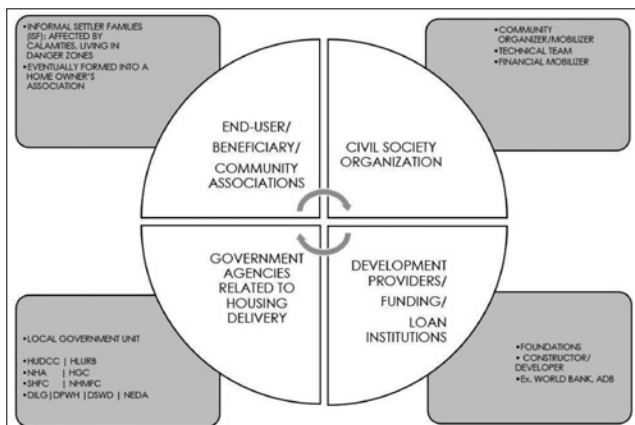 •INFORMAL SETTLER FAMILIES
(ISF): AFFECTED BY
CALAMITIES, LIVING IN
DANGER ZONES
•EVENTUALLY FORMED INTO A
HOME OWNER'S
ASSOCIATION
•COMMUNITY
ORGANIZER/MOBILIZER
•TECHNICAL TEAM
•FINANCIAL MOBILIZER
END-USER/
BENEFICIARY/
COMMUNITY
ASSOCIATIONS
CIVIL SOCIETY
ORGANIZATION
GOVERNMENT
AGENCIES
RELATED TO
HOUSING
DELIVERY
DEVELOPMENT
PROVIDERS/
FUNDING/
LOAN
INSTITUTIONS
•LOCAL GOVERNMENT UNIT
•HUDCC | HLURB
•NHA | HGC
•SHFC | NHMFC
•DILG|DPWH |DSWD | NEDA
•FOUNDATIONS
• CONSTRUCTOR/
DEVELOPER
•Ex. WORLD BANK, ADB